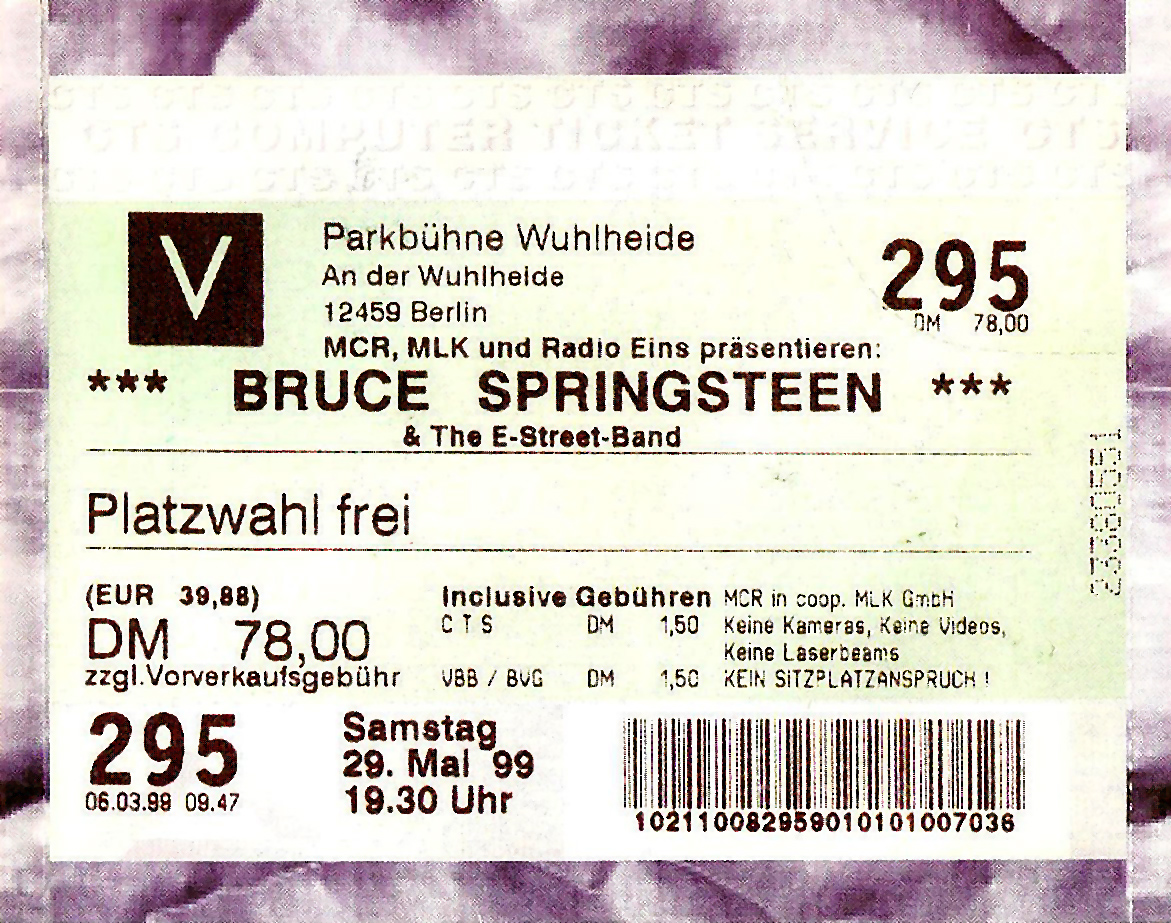 CTS COMPUTER TICKET SERVICE CTS
V
Parkbühne Wuhlheide
An der Wuhlheide
12459 Berlin
295
DM 78,00
MCR, MLK und Radio Eins präsentieren:
*** BRUCE SPRINGSTEEN ***
& The E-Street-Band
Platzwahl frei
(EUR 39,88)
DM 78,00
zzgl.Vorverkaufsgebühr
Inclusive Gebühren
CTS DM 1,50
VBB / BVG DM 1,50
MCR in coop. MLK GmbH
Keine Kameras, Keine Videos,
Keine Laserbeams
KEIN SITZPLATZANSPRUCH !
295
06.03.99 09.47
Samstag
29. Mai 99
19.30 Uhr
102110082959010101007036